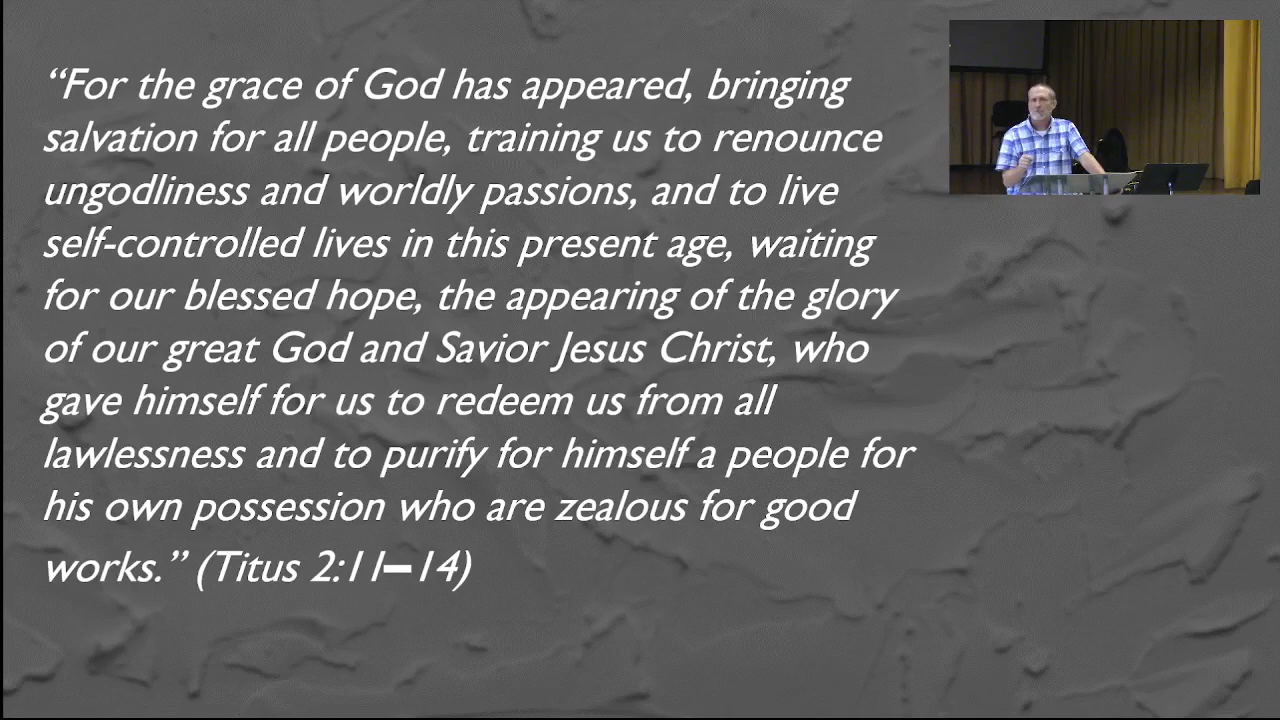 “For the grace of God has appeared, bringing
salvation for all people, training us to renounce
ungodliness and worldly passions, and to live
self-controlled lives in this present age, waiting
for our blessed hope, the appearing of the glory
of our great God and Savior Jesus Christ, who
gave himself for us to redeem us from all
lawlessness and to purify for himself a people for
his own possession who are zealous for good
works.” (Titus 2:11–14)